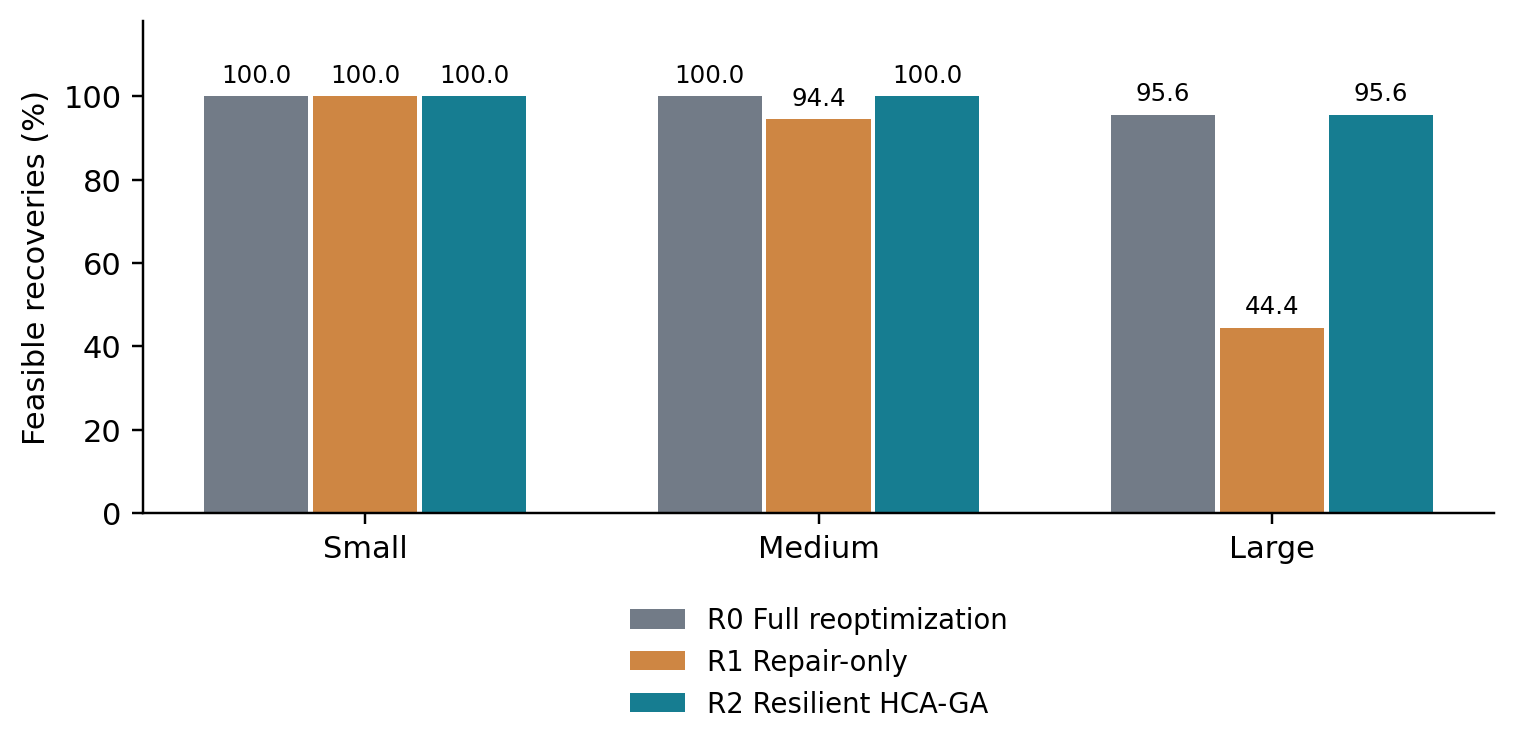 100.0 100.0 100.0
100.0 94.4 100.0
95.6 44.4 95.6
Feasible recoveries (%)
100
80
60
40
20
0
Small Medium Large
R0 Full reoptimization
R1 Repair-only
R2 Resilient HCA-GA